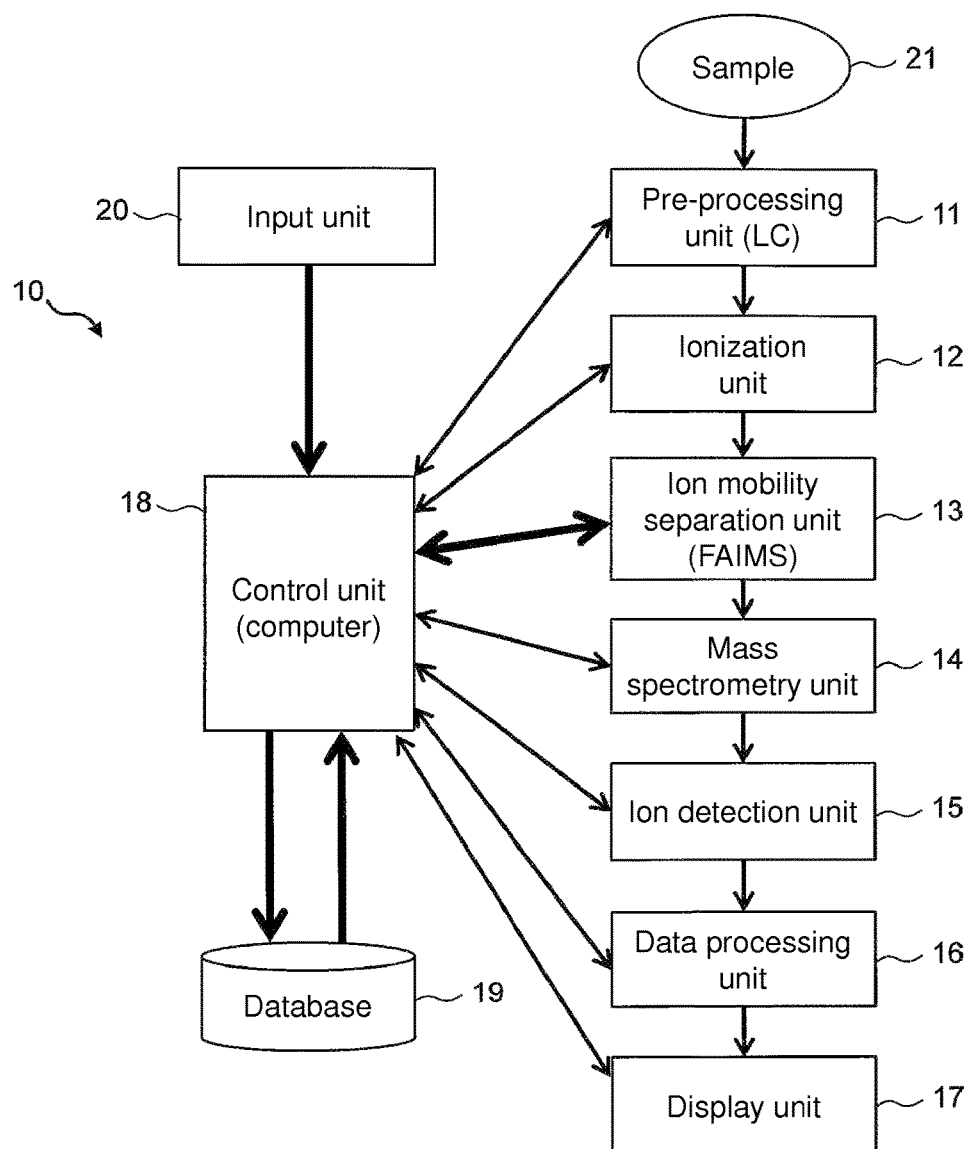 Sample
21
Input unit
20
Pre-processing
unit (LC)
11
10
Ionization
unit
12
18
Control unit
(computer)
Ion mobility
separation unit
(FAIMS)
13
Mass
spectrometry unit
14
Ion detection unit
15
Database
19
Data processing
unit
16
Display unit
17